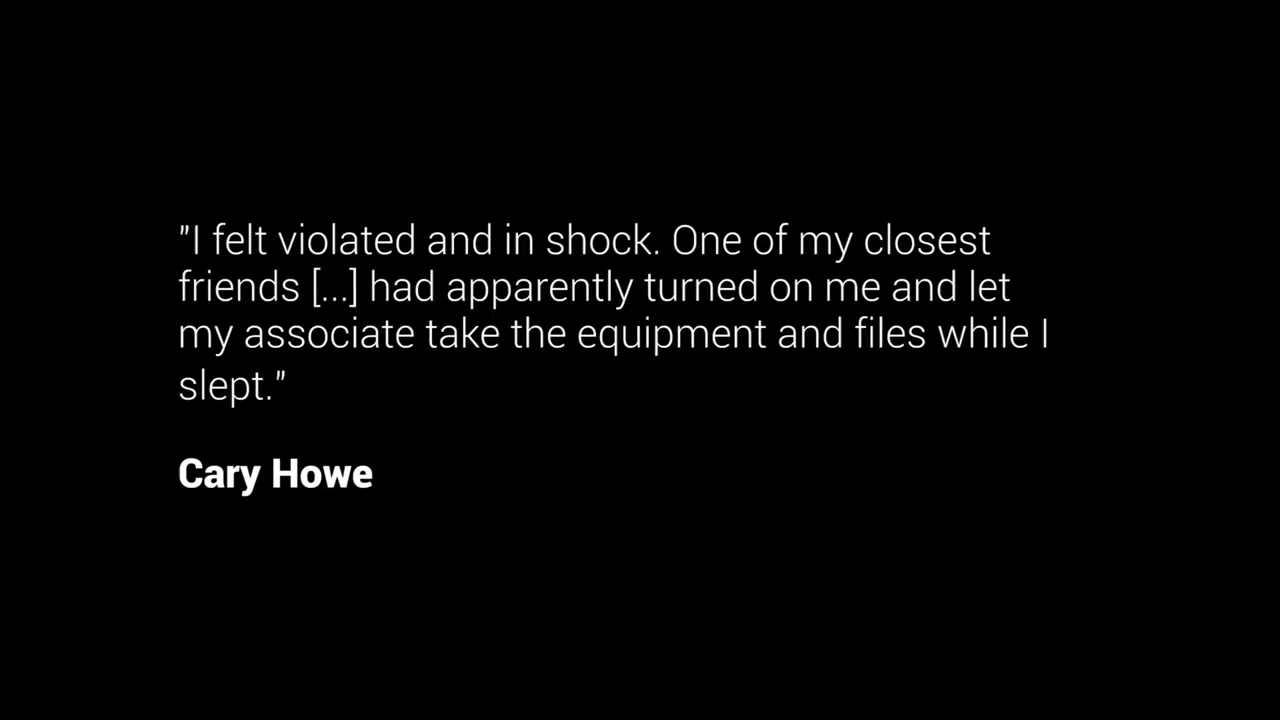 "I felt violated and in shock. One of my closest
friends [...] had apparently turned on me and let
my associate take the equipment and files while I
slept."
Cary Howe